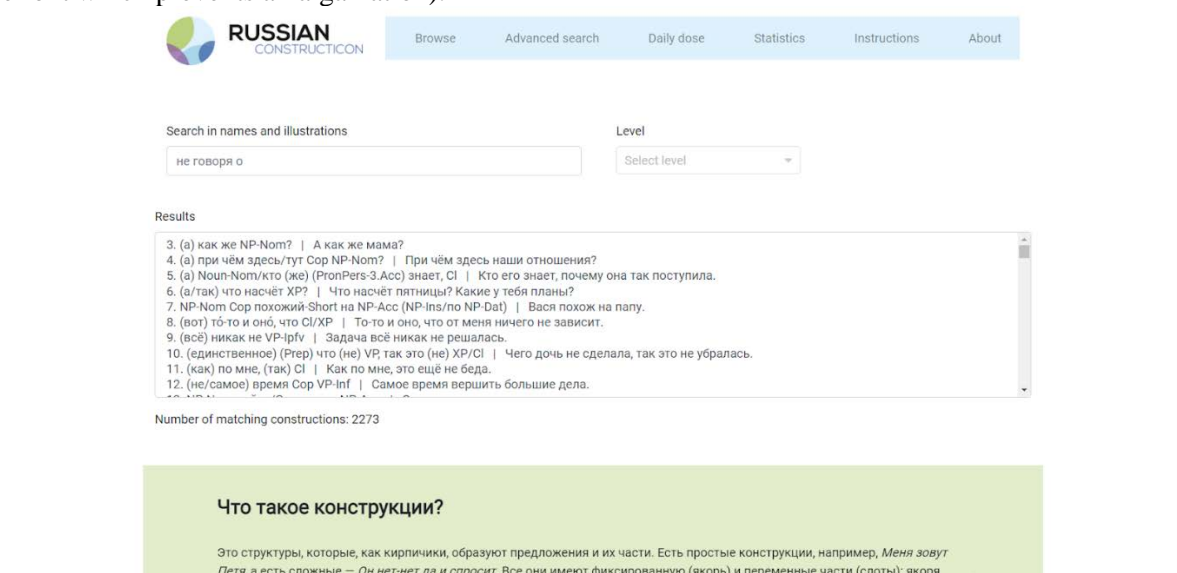 RUSSIAN
CONSTRUCTICON
Browse Advanced search Daily dose Statistics Instructions About
Search in names and illustrations Level
не говоря о Select level
Results
3. (а) как же NP-Nom? | А как же мама?
4. (а) при чём здесь/тут Cop NP-Nom? | При чём здесь наши отношения?
5. (а) Noun-Nom/кто (же) (PronPers-3.Acc) знает, Cl | Кто его знает, почему она так поступила.
6. (а/так) что насчёт XP? | Что насчёт пятницы? Какие у тебя планы?
7. NP-Nom Cop похожий-Short на NP-Acc (NP-Ins/по NP-Dat) | Вася похож на папу.
8. (вот) то́-то и оно́, что Cl/XP | То-то и оно, что от меня ничего не зависит.
9. (всё) никак не VP-Ipfv | Задача всё никак не решалась.
10. (единственное) (Prep) что (не) VP, так это (не) XP/Cl | Чего дочь не сделала, так это не убралась.
11. (как) по мне, (так) Cl | Как по мне, это ещё не беда.
12. (не/самое) время Cop VP-Inf | Самое время вершить большие дела.
Number of matching constructions: 2273
Что такое конструкции?
Это структуры, которые, как кирпичики, образуют предложения и их части. Есть простые конструкции, например, Меня зовут
Петя, а есть сложные — Он нет-нет да и спросит. Все они имеют фиксированную (якорь) и переменные части (слоты): якоря